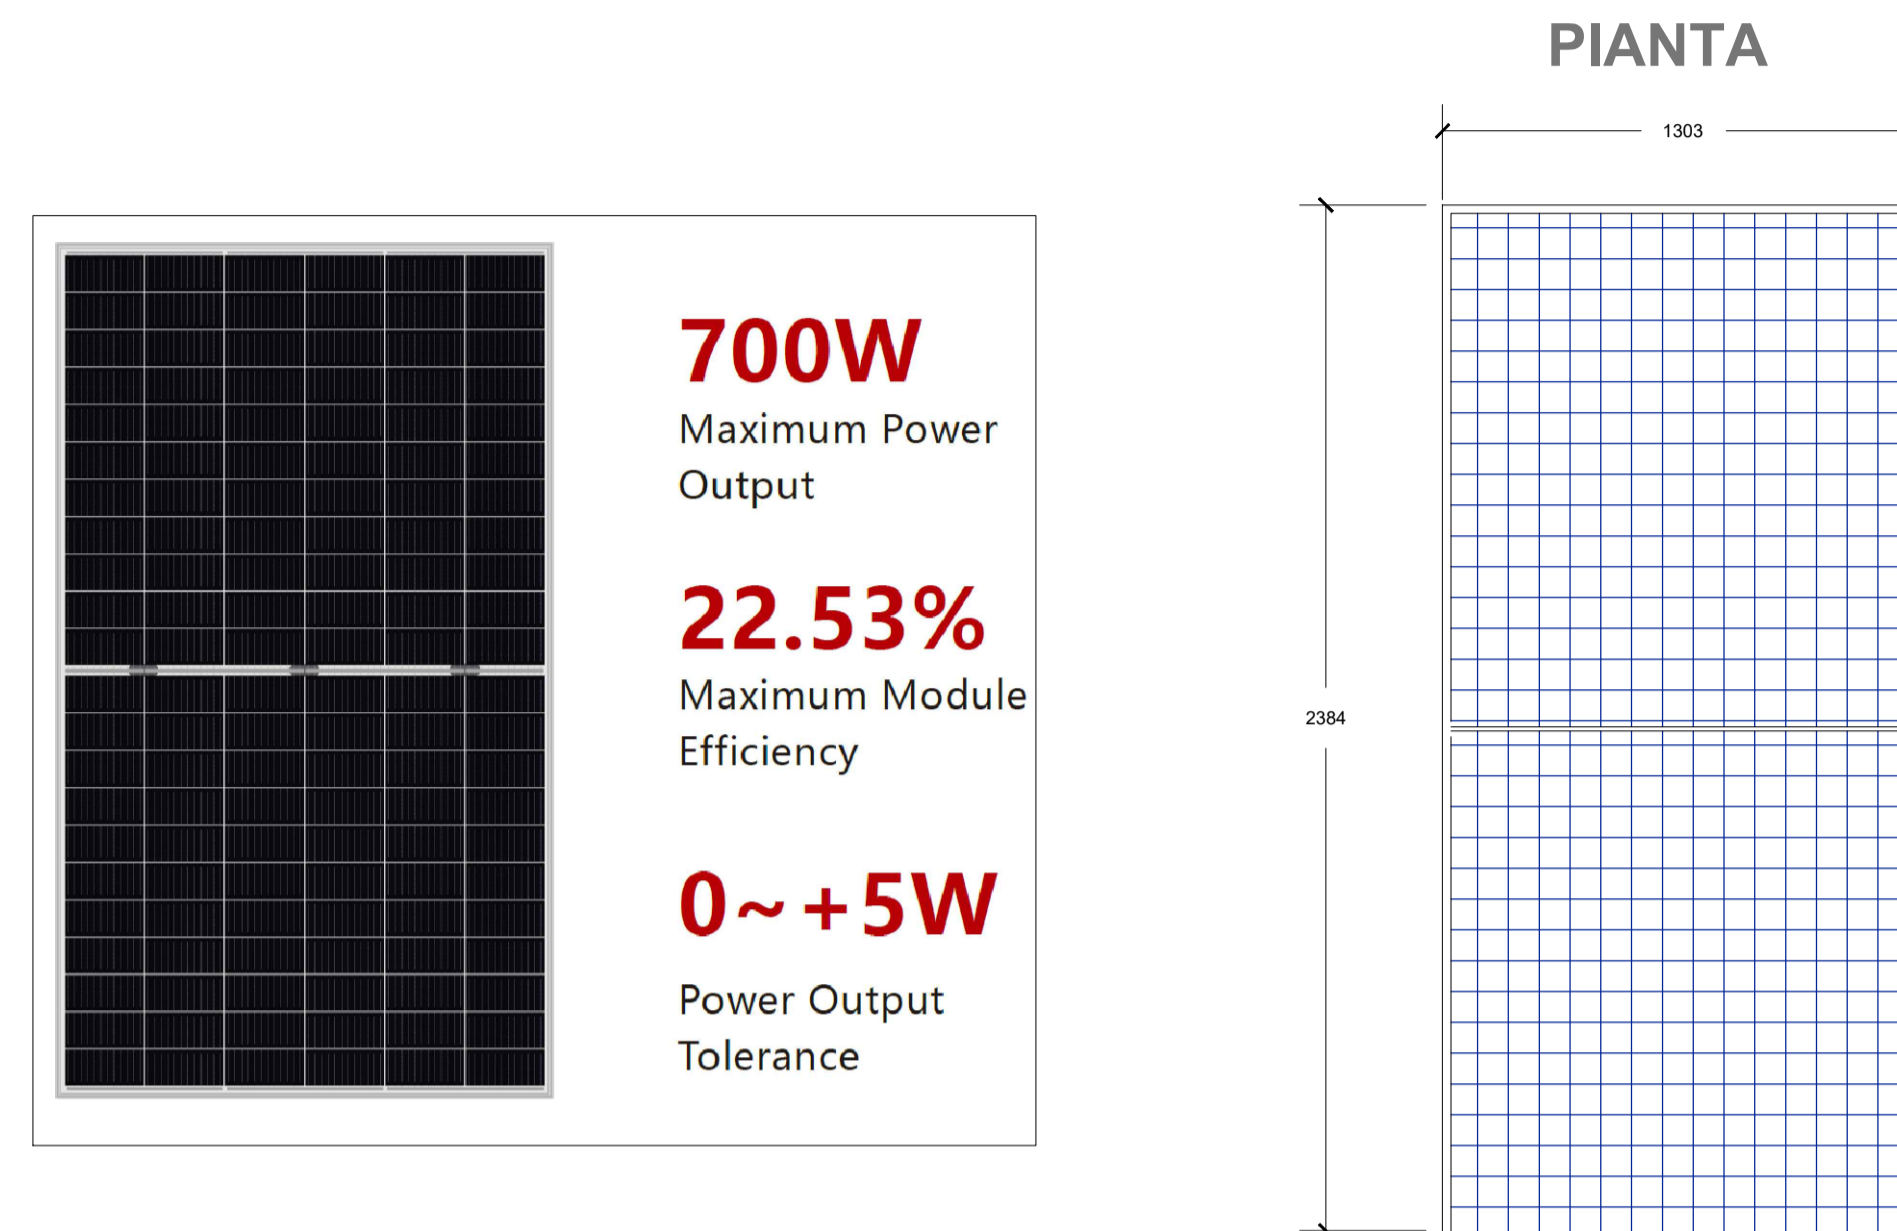 PIANTA
1303
700W
Maximum Power
Output
22.53%
Maximum Module
Efficiency
2384
0~+5W
Power Output
Tolerance